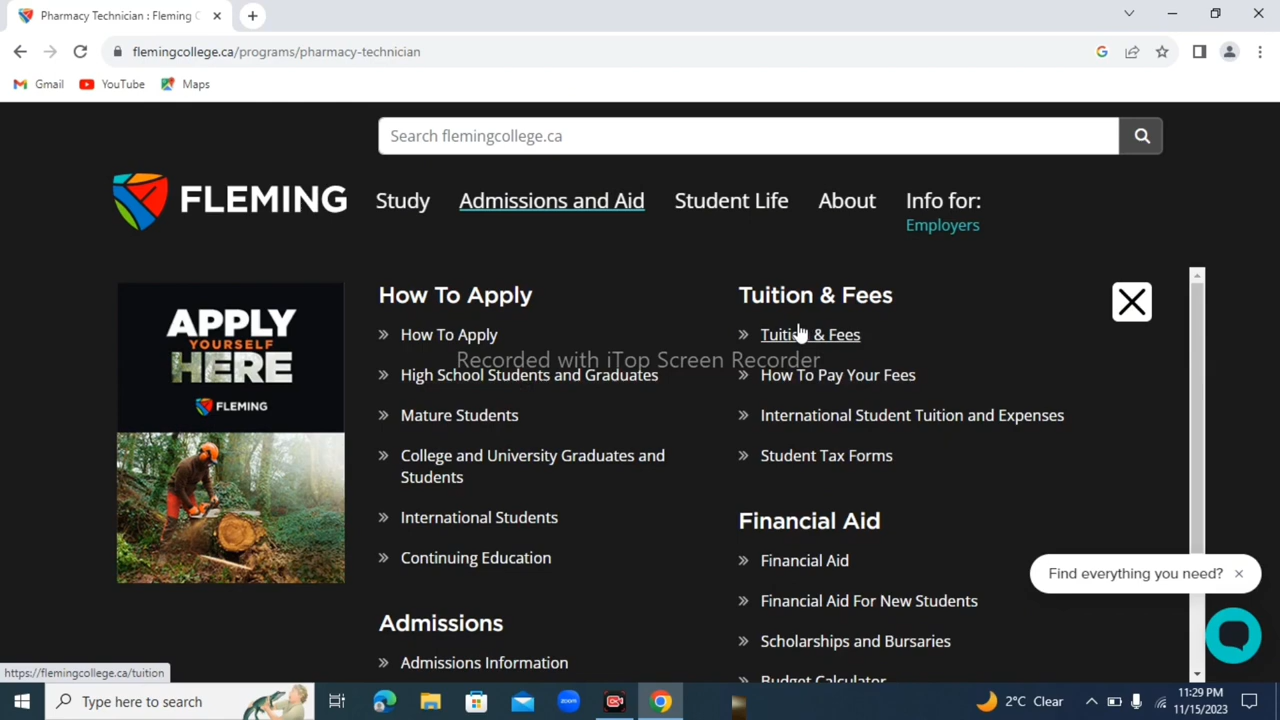 Pharmacy Technician : Fleming C
flemingcollege.ca/programs/pharmacy-technician
Gmail YouTube Maps
Search flemingcollege.ca
FLEMING Study Admissions and Aid Student Life About Info for:
Employers
APPLY
YOURSELF
HERE
FLEMING
How To Apply
How To Apply
High School Students and Graduates
Mature Students
College and University Graduates and
Students
International Students
Continuing Education
Admissions
Admissions Information
Tuition & Fees
Tuition & Fees
How To Pay Your Fees
International Student Tuition and Expenses
Student Tax Forms
Financial Aid
Financial Aid
Financial Aid For New Students
Scholarships and Bursaries
Budget Calculator
Recorded with iTop Screen Recorder
Find everything you need?
https://flemingcollege.ca/tuition
Type here to search
2°C Clear
11:29 PM
11/15/2023